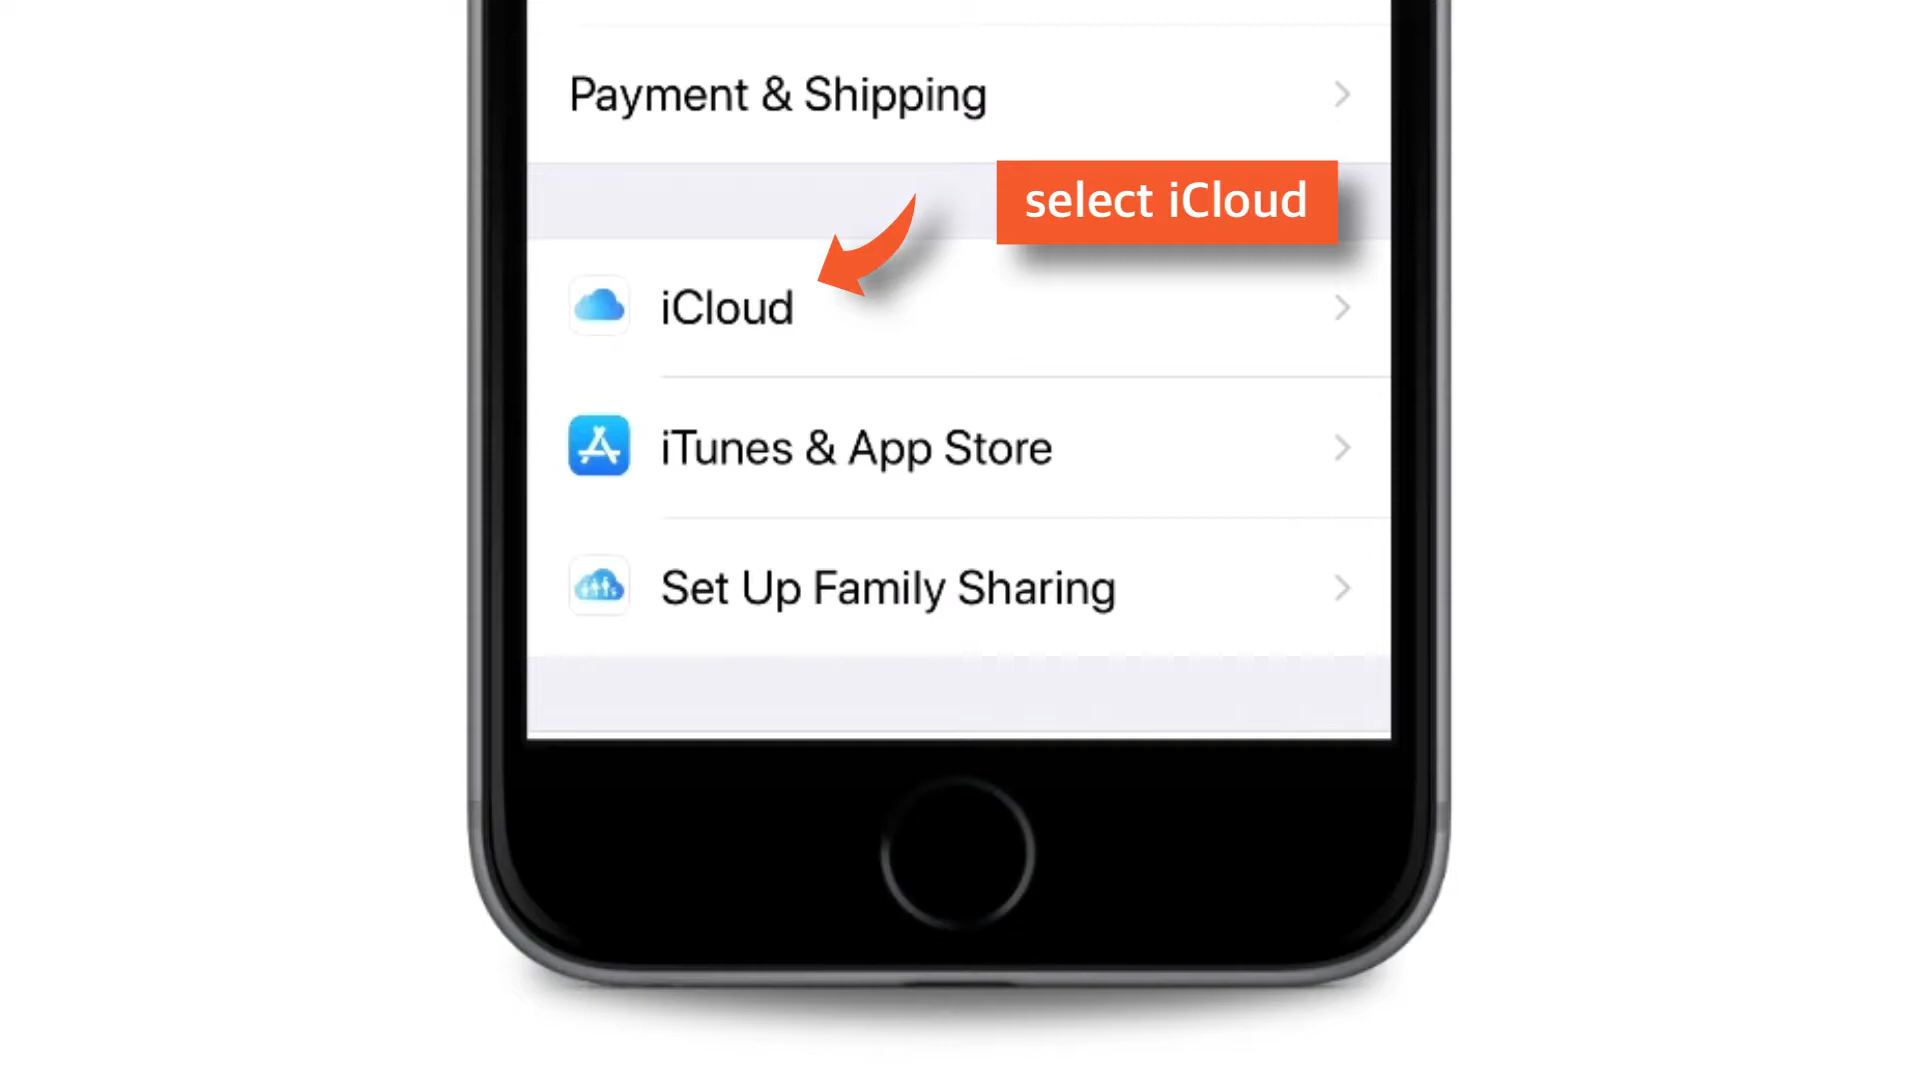 Payment & Shipping
select iCloud
iCloud
iTunes & App Store
Set Up Family Sharing